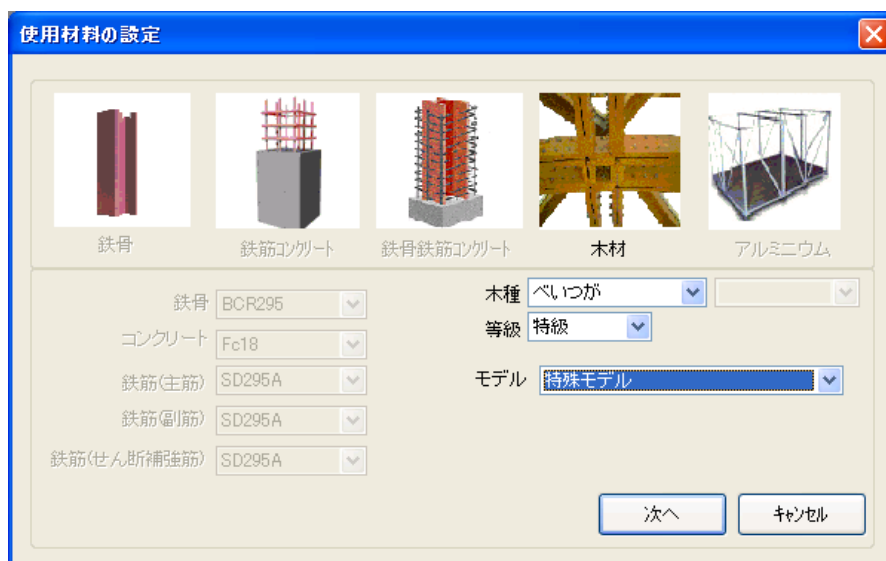 使用材料の設定
鉄骨
鉄筋コンクリート
鉄骨鉄筋コンクリート
木材
アルミニウム
鉄骨 BCR295
コンクリート Fc18
鉄筋(主筋) SD295A
鉄筋(副筋) SD295A
鉄筋(せん断補強筋) SD295A
木種 べいつが
等級 特級
モデル 特殊モデル
次へ
キャンセル